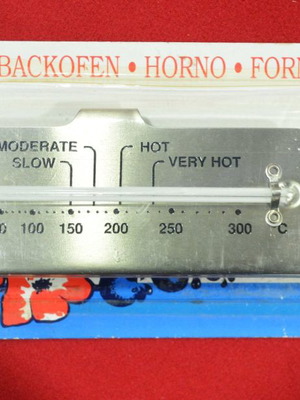 BACKOFEN • HORNO • FOR
MODERATE HOT
SLOW VERY HOT
100 150 200 250 300 C